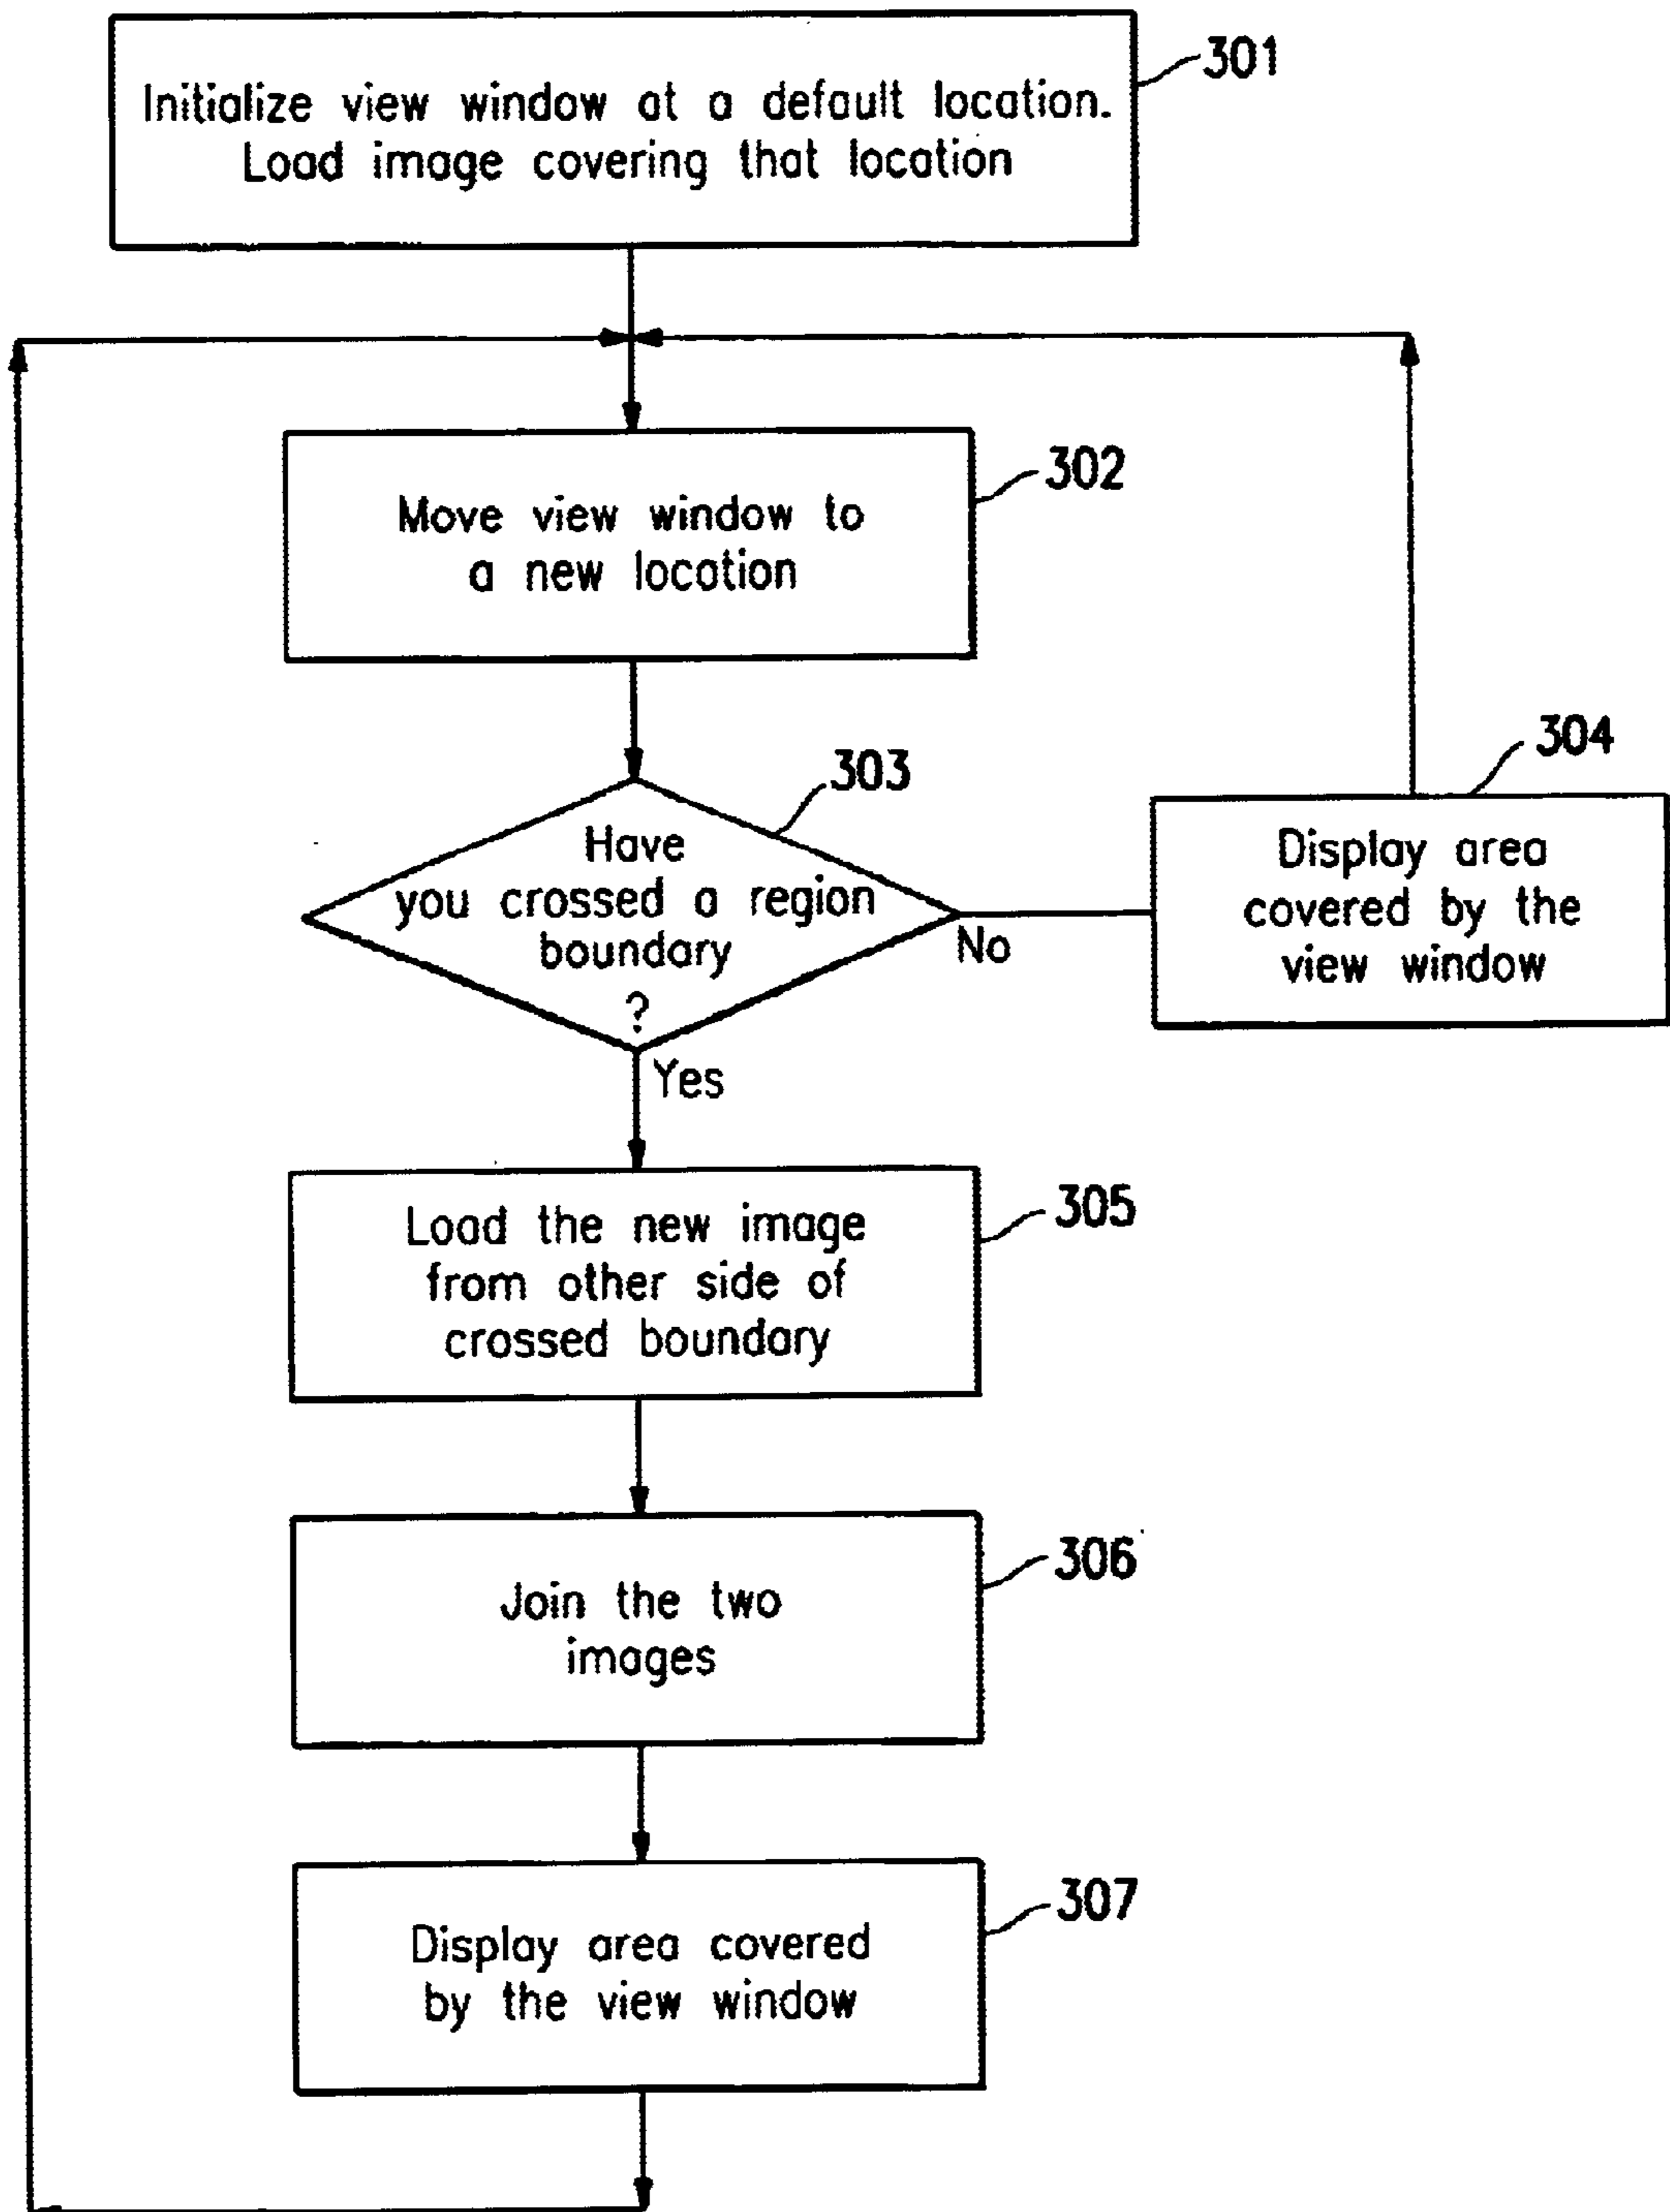 301
Initialize view window at a default location.
Load image covering that location
302
Move view window to
a new location
303
Have
you crossed a region
boundary
?
No
Yes
304
Display area
covered by the
view window
305
Load the new image
from other side of
crossed boundary
306
Join the two
images
307
Display area covered
by the view window